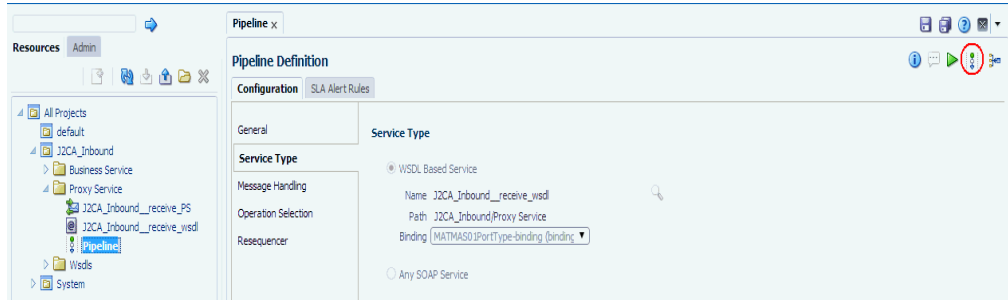 Pipeline x
Resources Admin
Pipeline Definition
Configuration SLA Alert Rules
All Projects
default
J2CA_Inbound
Business Service
Proxy Service
J2CA_Inbound__receive_PS
J2CA_Inbound__receive_wsdl
Pipeline
Wsdls
System
General
Service Type
Message Handling
Operation Selection
Resequencer
Service Type
WSDL Based Service
Name J2CA_Inbound__receive_wsdl
Path J2CA_Inbound/Proxy Service
Binding MATMAS01PortType-binding (binding
Any SOAP Service